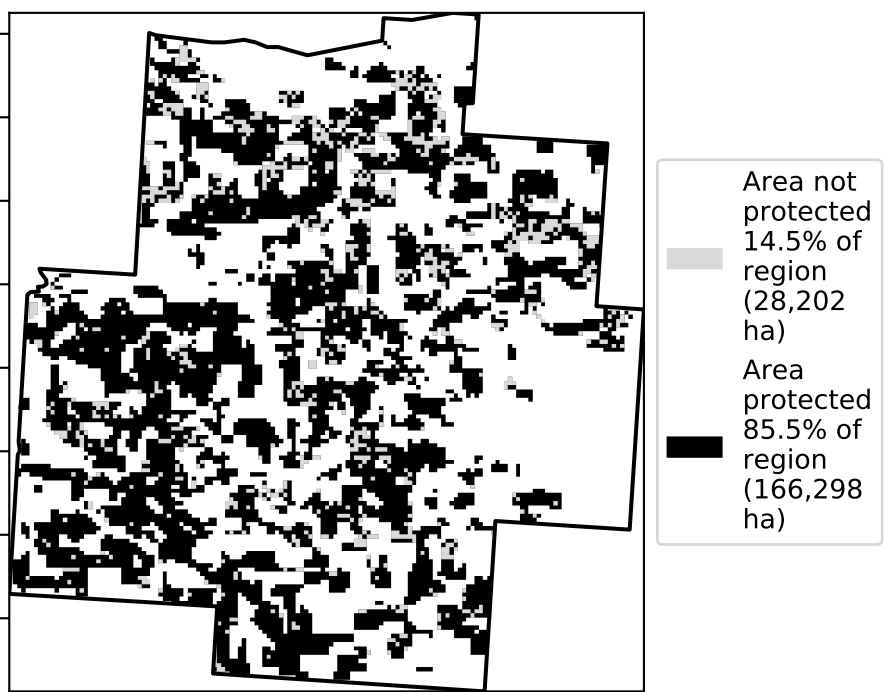 Area not
protected
14.5% of
region
(28,202
ha)
Area
protected
85.5% of
region
(166,298
ha)